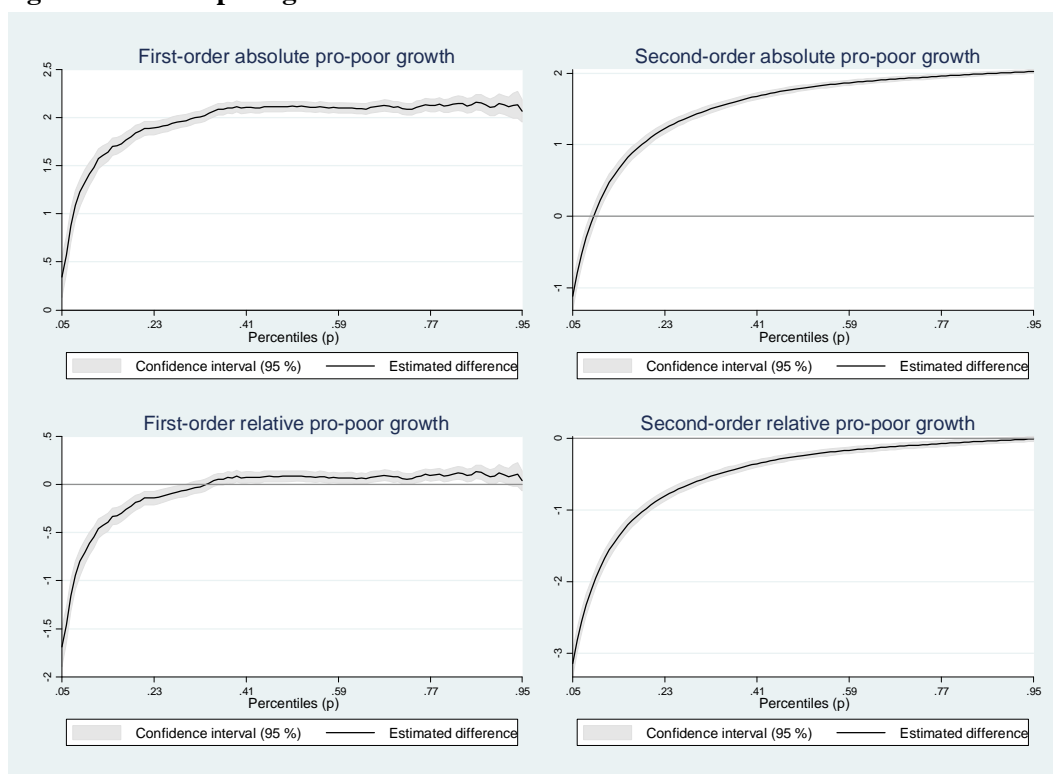 First-order absolute pro-poor growth
2.5
2
1.5
1
.5
0
.05 .23 .41 .59 .77 .95
Percentiles (p)
Confidence interval (95 %) Estimated difference
Second-order absolute pro-poor growth
2
1
0
-1
.05 .23 .41 .59 .77 .95
Percentiles (p)
Confidence interval (95 %) Estimated difference
First-order relative pro-poor growth
.5
0
-.5
-1
-1.5
-2
.05 .23 .41 .59 .77 .95
Percentiles (p)
Confidence interval (95 %) Estimated difference
Second-order relative pro-poor growth
0
-1
-2
-3
.05 .23 .41 .59 .77 .95
Percentiles (p)
Confidence interval (95 %) Estimated difference